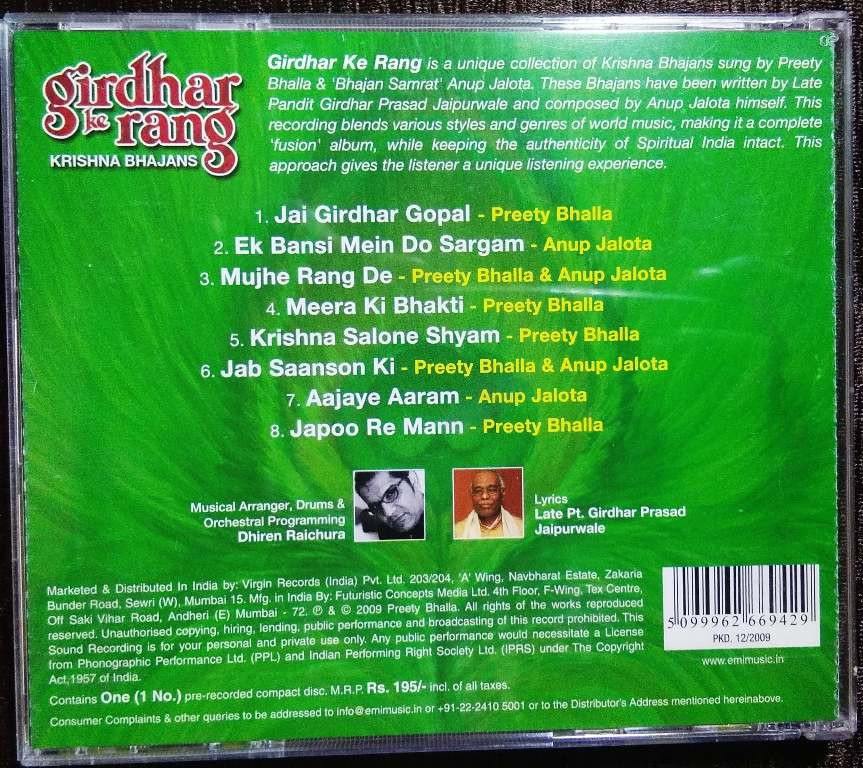 girdhar
ke rang
KRISHNA BHAJANS
Girdhar Ke Rang is a unique collection of Krishna Bhajans sung by Preety
Bhalla & 'Bhajan Samrat' Anup Jalota. These Bhajans have been written by Late
Pandit Girdhar Prasad Jaipurwale and composed by Anup Jalota himself. This
recording blends various styles and genres of world music, making it a complete
'fusion' album, while keeping the authenticity of Spiritual India intact. This
approach gives the listener a unique listening experience.
1. Jai Girdhar Gopal - Preety Bhalla
2. Ek Bansi Mein Do Sargam - Anup Jalota
3. Mujhe Rang De - Preety Bhalla & Anup Jalota
4. Meera Ki Bhakti - Preety Bhalla
5. Krishna Salone Shyam - Preety Bhalla
6. Jab Saanson Ki - Preety Bhalla & Anup Jalota
7. Aajaye Aaram - Anup Jalota
8. Japoo Re Mann - Preety Bhalla
Musical Arranger, Drums &
Orchestral Programming
Dhiren Raichura
Lyrics
Late Pt. Girdhar Prasad
Jaipurwale
Marketed & Distributed In India by: Virgin Records (India) Pvt. Ltd. 203/204, 'A' Wing, Navbharat Estate, Zakaria
Bunder Road, Sewri (W), Mumbai 15. Mfg. in India By: Futuristic Concepts Media Ltd. 4th Floor, F-Wing, Tex Centre,
Off Saki Vihar Road, Andheri (E) Mumbai - 72. ℗ & © 2009 Preety Bhalla. All rights of the works reproduced
reserved. Unauthorised copying, hiring, lending, public performance and broadcasting of this record prohibited. This
Sound Recording is for your personal and private use only. Any public performance would necessitate a License
from Phonographic Performance Ltd. (PPL) and Indian Performing Right Society Ltd. (IPRS) under The Copyright
Act,1957 of India.
Contains One (1 No.) pre-recorded compact disc. M.R.P. Rs. 195/- incl. of all taxes.
Consumer Complaints & other queries to be addressed to info@emimusic.in or +91-22-2410 5001 or to the Distributor's Address mentioned hereinabove.
5 099962 669429
PKD. 12/2009
www.emimusic.in